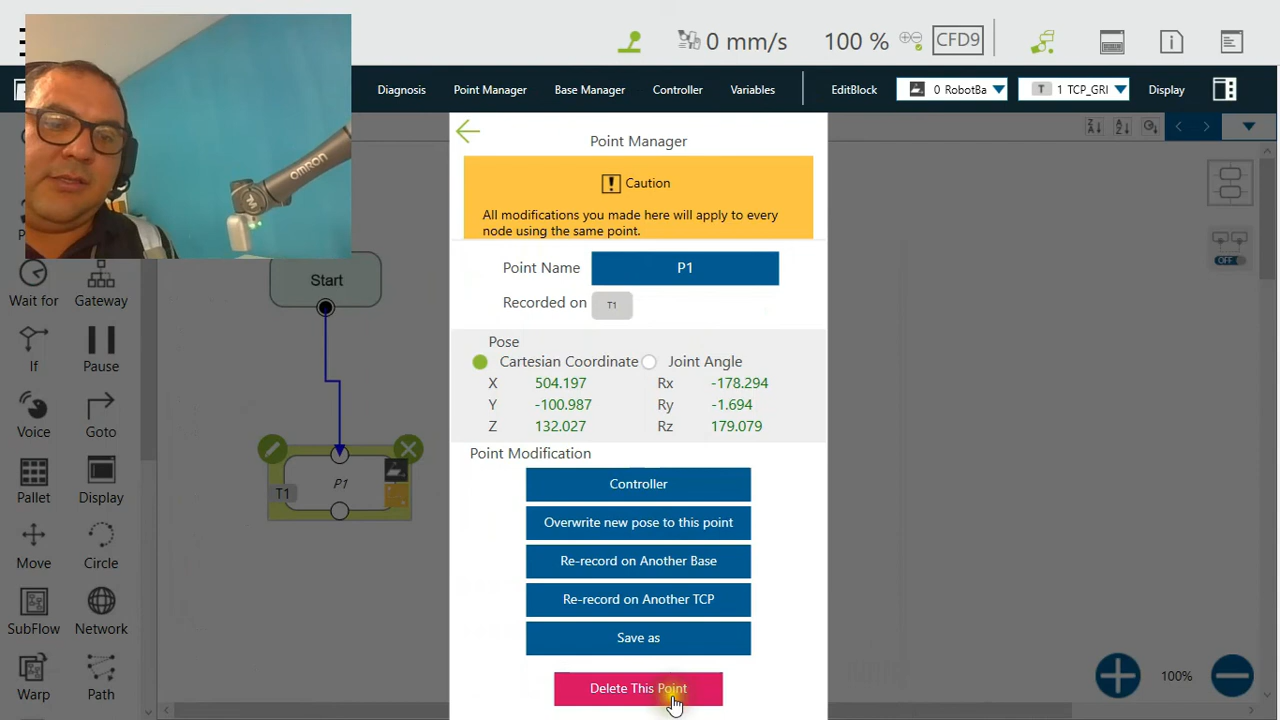 0 mm/s
100 %
CFD9
Diagnosis
Point Manager
Base Manager
Controller
Variables
EditBlock
0 RobotBa
T
1 TCP_GRI
Display
OMRON
Point Manager
Caution
All modifications you made here will apply to every
node using the same point.
Point Name
P1
Recorded on
T1
Pose
Cartesian Coordinate
Joint Angle
X
504.197
Rx
-178.294
Y
-100.987
Ry
-1.694
Z
132.027
Rz
179.079
Point Modification
Controller
Overwrite new pose to this point
Re-record on Another Base
Re-record on Another TCP
Save as
Delete This Point
Start
Wait for
Gateway
If
Pause
Voice
Goto
Pallet
Display
Move
Circle
SubFlow
Network
Warp
Path
P1
T1
OFF
100%